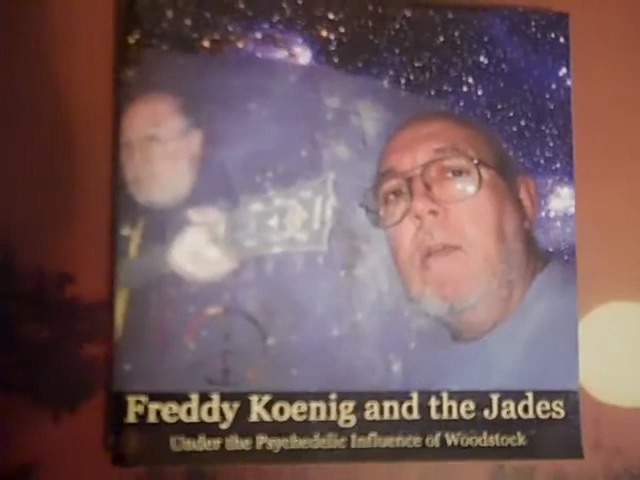 Freddy Koenig and the Jades
Under the Psychedelic Influence of Woodstock